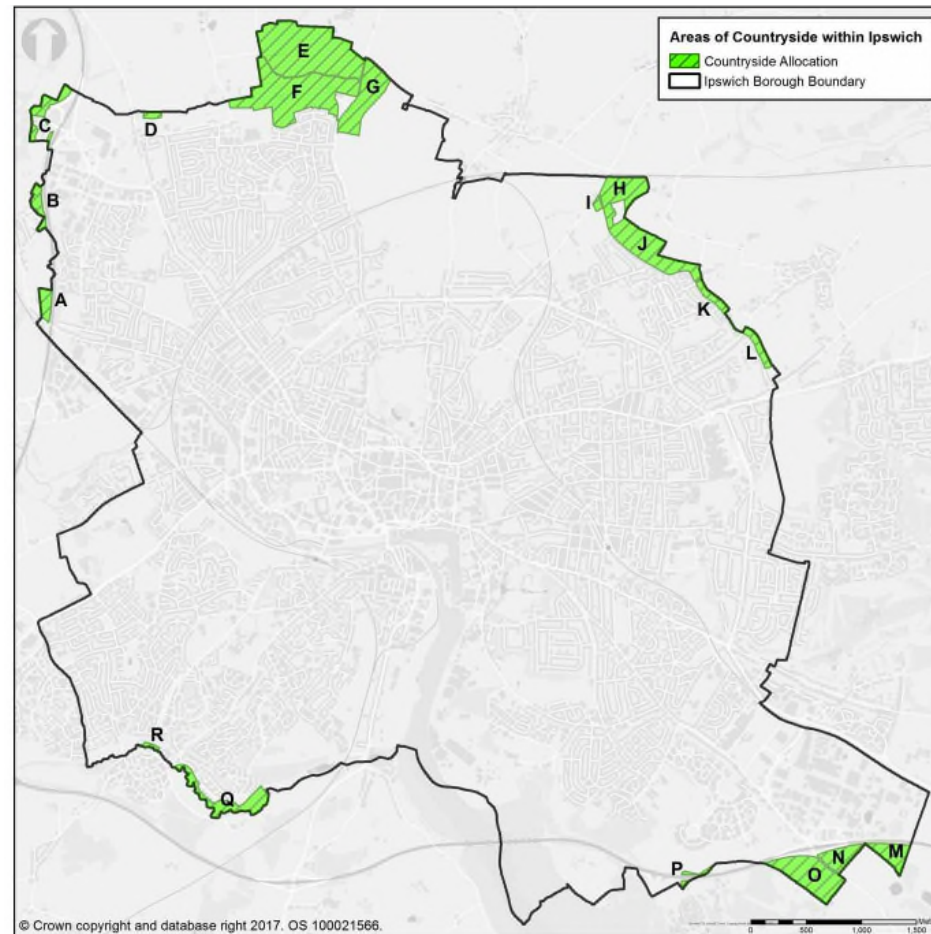 Areas of Countryside within Ipswich
Countryside Allocation
Ipswich Borough Boundary
E
F
G
C
D
B
H
I
J
A
K
L
R
Q
P
N
M
O
0 500 1,000 1,500
© Crown copyright and database right 2017. OS 100021566.